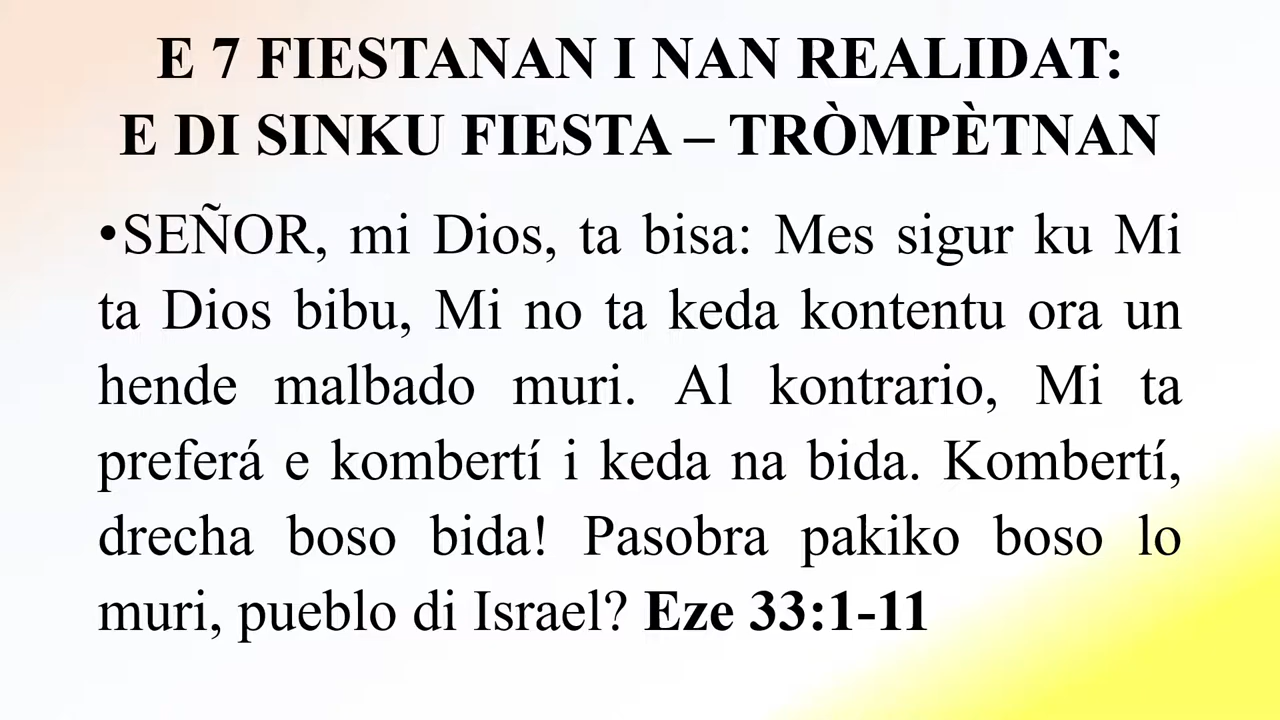 E 7 FIESTANAN I NAN REALIDAT:
E DI SINKU FIESTA – TRÒMPÈTNAN
•SEÑOR, mi Dios, ta bisa: Mes sigur ku Mi
ta Dios bibu, Mi no ta keda kontentu ora un
hende malbado muri. Al kontrario, Mi ta
preferá e kombertí i keda na bida. Kombertí,
drecha boso bida! Pasobra pakiko boso lo
muri, pueblo di Israel? Eze 33:1-11